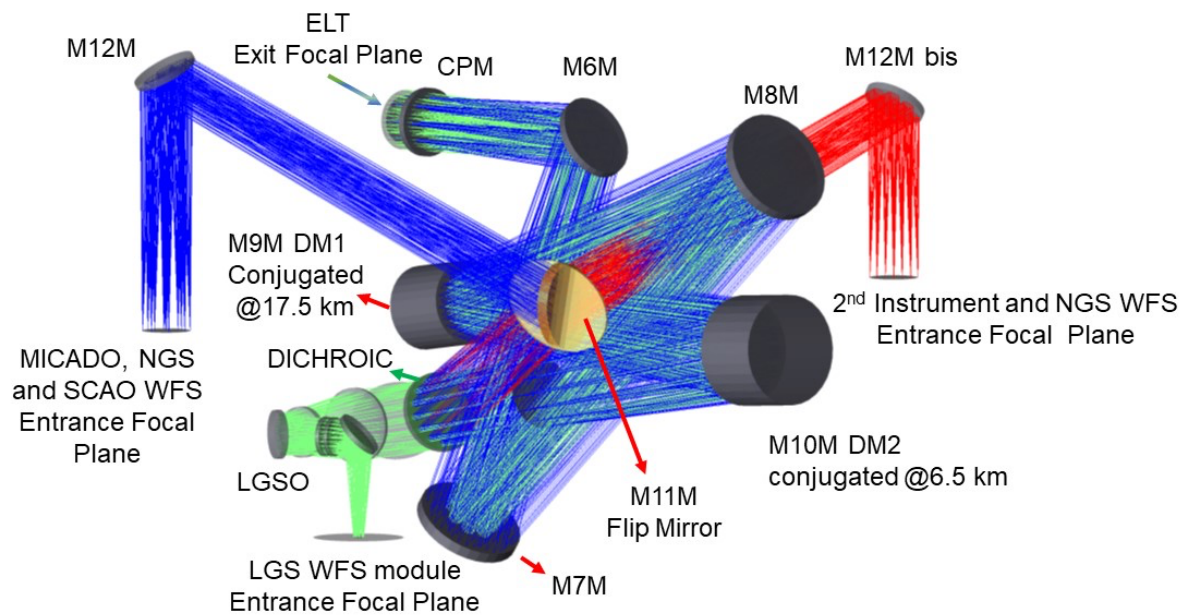 ELT
Exit Focal Plane
M12M
CPM
M6M
M8M
M12M bis
M9M DM1
Conjugated
@17.5 km
2nd Instrument and NGS WFS
Entrance Focal Plane
MICADO, NGS
and SCAO WFS
Entrance Focal
Plane
DICHROIC
LGSO
M10M DM2
conjugated @6.5 km
M11M
Flip Mirror
LGS WFS module
Entrance Focal Plane
M7M